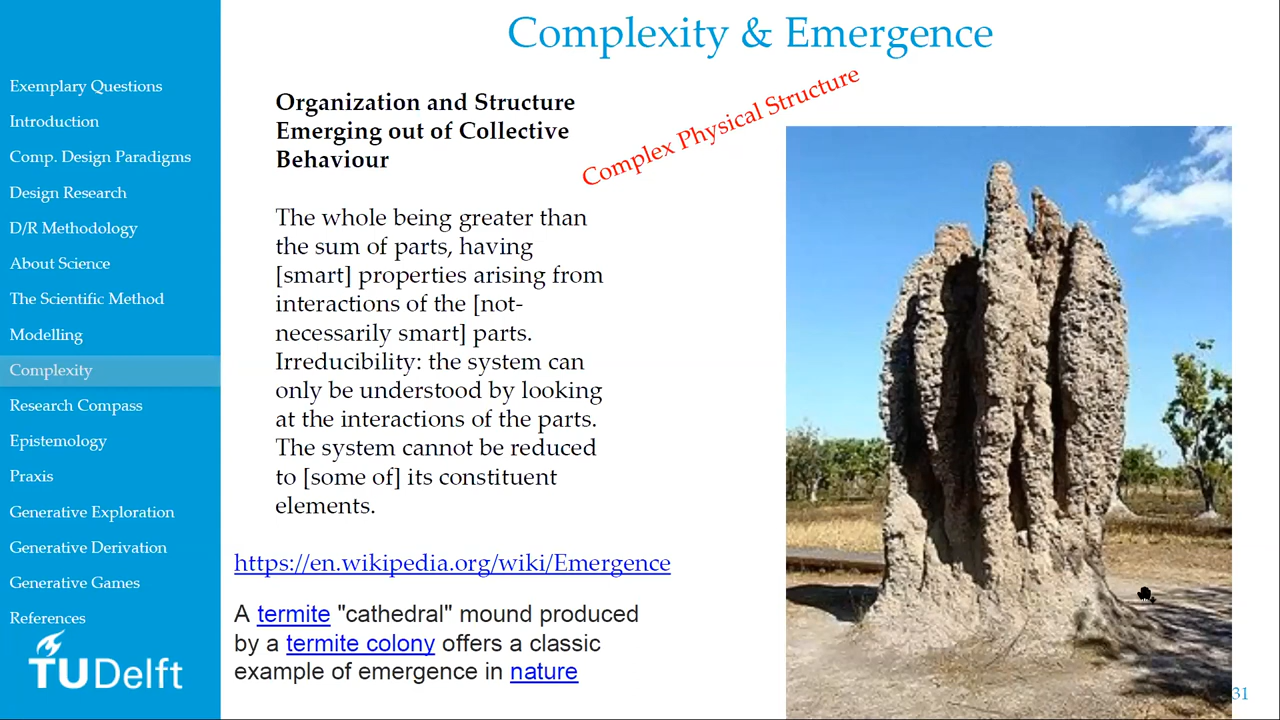 Complexity & Emergence
Exemplary Questions
Introduction
Comp. Design Paradigms
Design Research
D/R Methodology
About Science
The Scientific Method
Modelling
Complexity
Research Compass
Epistemology
Praxis
Generative Exploration
Generative Derivation
Generative Games
References
TUDelft
Organization and Structure
Emerging out of Collective
Behaviour
Complex Physical Structure
The whole being greater than
the sum of parts, having
[smart] properties arising from
interactions of the [not-
necessarily smart] parts.
Irreducibility: the system can
only be understood by looking
at the interactions of the parts.
The system cannot be reduced
to [some of] its constituent
elements.
https://en.wikipedia.org/wiki/Emergence
A termite "cathedral" mound produced
by a termite colony offers a classic
example of emergence in nature
31